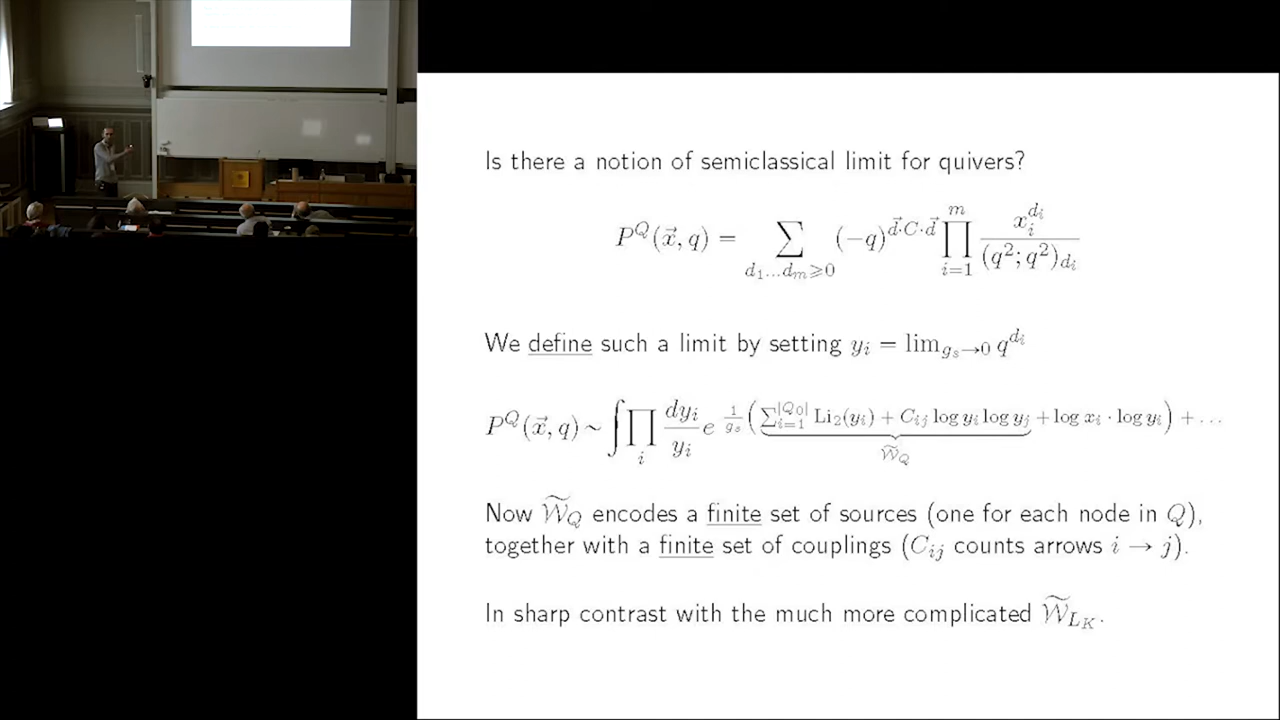 Is there a notion of semiclassical limit for quivers?
P^Q(\vec{x}, q) = \sum_{d_1 \ldots d_m \geqslant 0} (-q)^{\vec{d} \cdot C \cdot \vec{d}} \prod_{i=1}^{m} \frac{x_i^{d_i}}{(q^2; q^2)_{d_i}}
We define such a limit by setting y_i = \lim_{g_s \to 0} q^{d_i}
P^Q(\vec{x}, q) \sim \int \prod_i \frac{dy_i}{y_i} e^{\frac{1}{g_s} \left( \underbrace{\sum_{i=1}^{|Q_0|} \mathrm{Li}_2(y_i) + C_{ij} \log y_i \log y_j}_{\widetilde{\mathcal{W}}_Q} + \log x_i \cdot \log y_i \right) + \ldots}
Now \widetilde{\mathcal{W}}_Q encodes a finite set of sources (one for each node in Q),
together with a finite set of couplings (C_{ij} counts arrows i → j).
In sharp contrast with the much more complicated \widetilde{\mathcal{W}}_{L_K}.